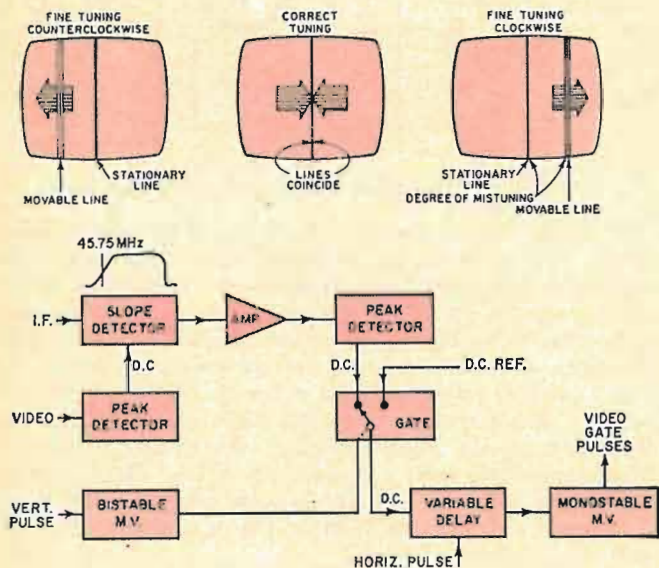 FINE TUNING
COUNTERCLOCKWISE
CORRECT
TUNING
FINE TUNING
CLOCKWISE
STATIONARY
LINE
MOVABLE LINE
LINES
COINCIDE
STATIONARY
LINE
DEGREE OF MISTUNING
MOVABLE LINE
45.75 MHz
I.F.
SLOPE
DETECTOR
AMP.
PEAK
DETECTOR
D.C
D.C.
D.C. REF.
VIDEO
PEAK
DETECTOR
GATE
VIDEO
GATE
PULSES
VERT.
PULSE
BISTABLE
M.V.
D.C.
VARIABLE
DELAY
MONOSTABLE
M.V.
HORIZ. PULSE